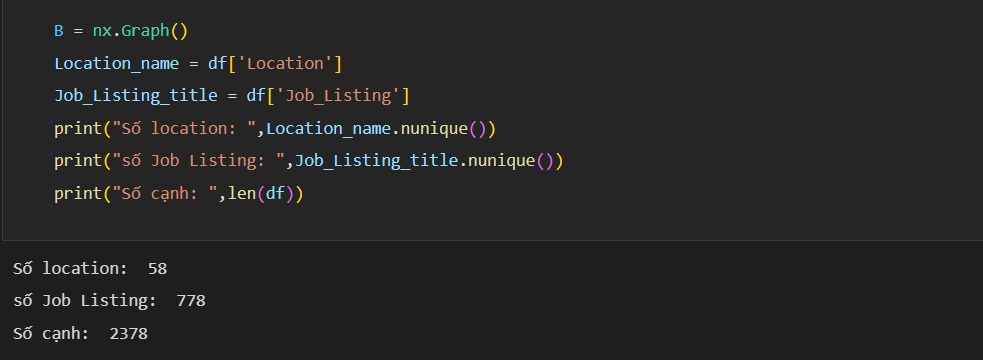 B = nx.Graph()
Location_name = df['Location']
Job_Listing_title = df['Job_Listing']
print("Số location: ",Location_name.nunique())
print("số Job Listing: ",Job_Listing_title.nunique())
print("Số cạnh: ",len(df))
Số location:  58
số Job Listing:  778
Số cạnh:  2378